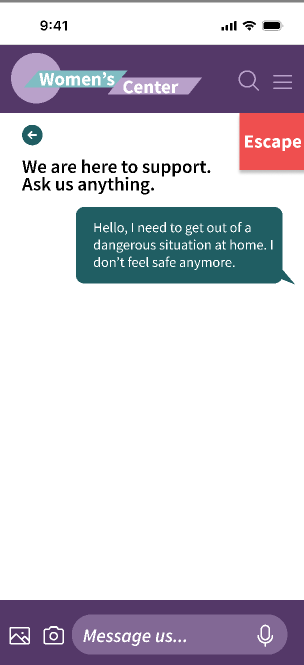 9:41
Women's
Center
Escape
We are here to support.
Ask us anything.
Hello, I need to get out of a
dangerous situation at home. I
don't feel safe anymore.
Message us...